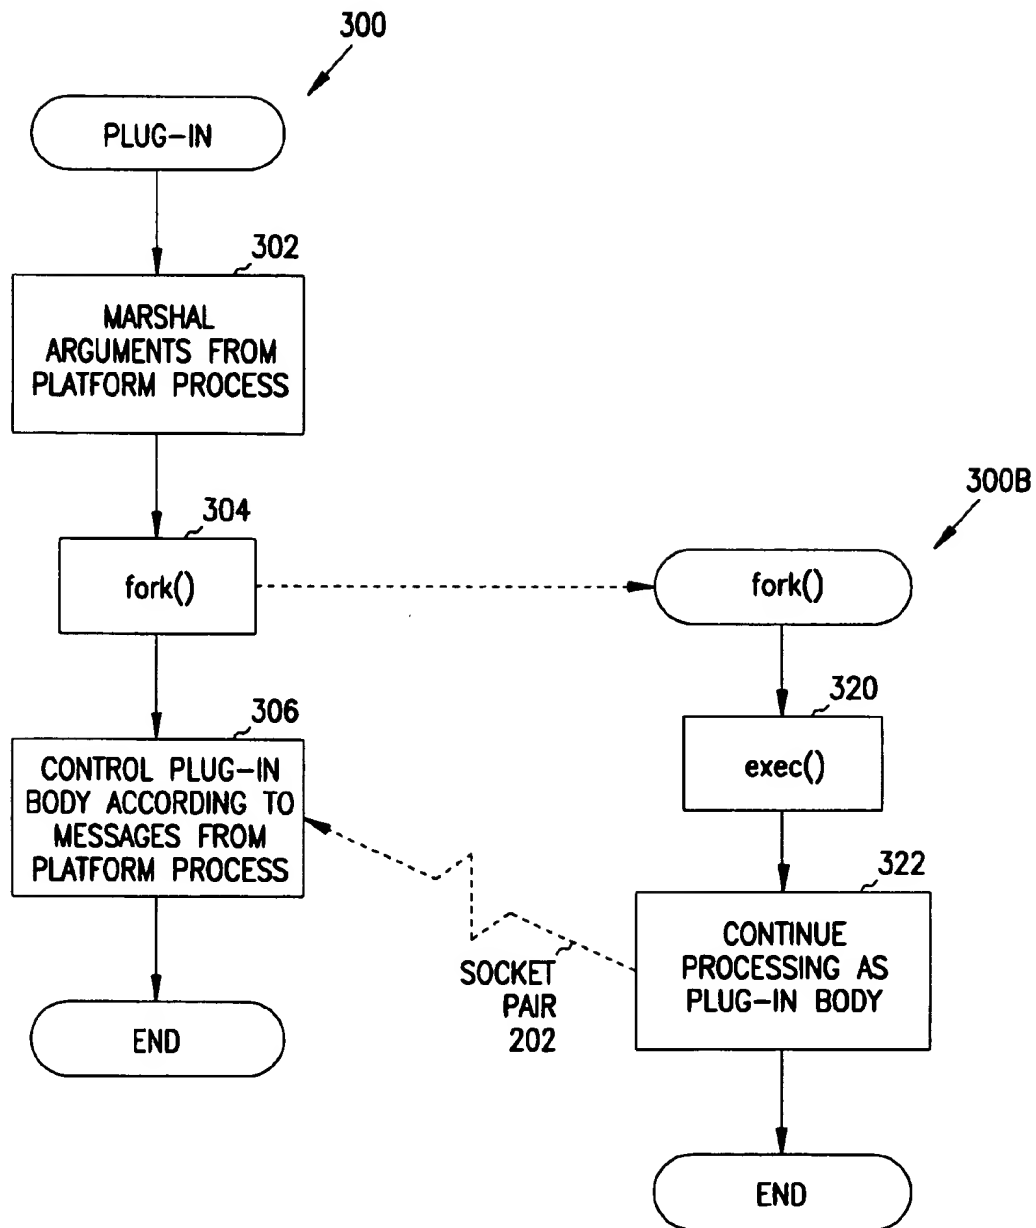 300
PLUG-IN
302
MARSHAL
ARGUMENTS FROM
PLATFORM PROCESS
304
fork()
306
CONTROL PLUG-IN
BODY ACCORDING TO
MESSAGES FROM
PLATFORM PROCESS
END
300B
fork()
320
exec()
322
CONTINUE
PROCESSING AS
PLUG-IN BODY
SOCKET
PAIR
202
END